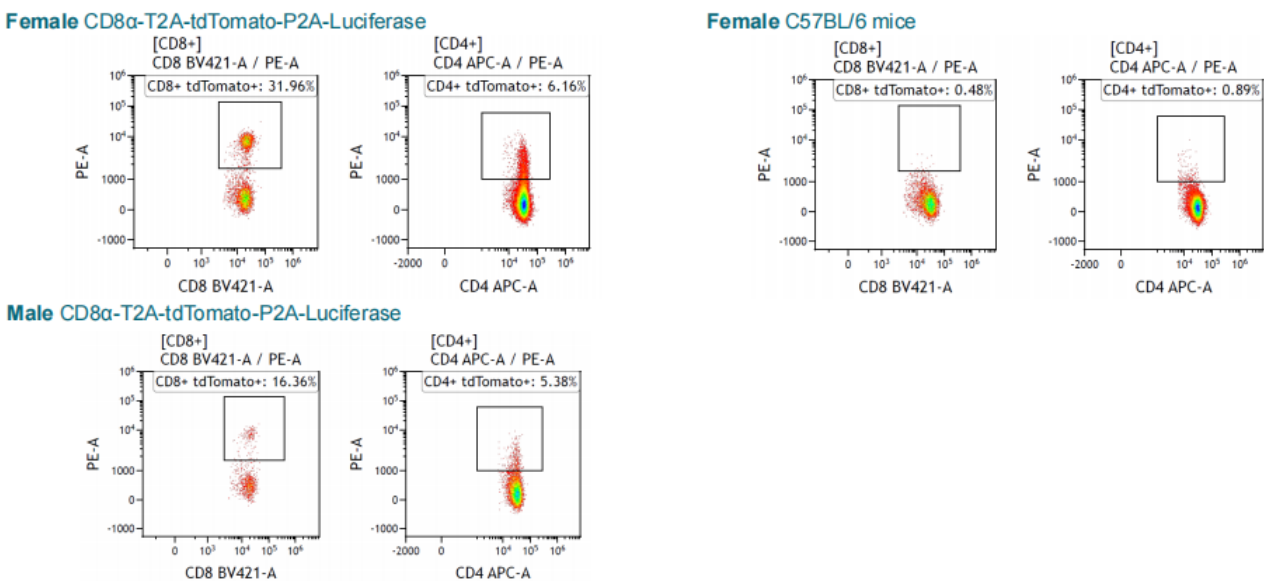 Female CD8α-T2A-tdTomato-P2A-Luciferase
[CD8+]
CD8 BV421-A / PE-A
CD8+ tdTomato+: 31.96%
10⁶
10⁵
10⁴
1000
0
-1000
PE-A
0 10³ 10⁴ 10⁵ 10⁶
CD8 BV421-A
[CD4+]
CD4 APC-A / PE-A
CD4+ tdTomato+: 6.16%
10⁶
10⁵
10⁴
1000
0
-1000
PE-A
-2000 0 10⁴ 10⁵ 10⁶
CD4 APC-A
Female C57BL/6 mice
[CD8+]
CD8 BV421-A / PE-A
CD8+ tdTomato+: 0.48%
10⁶
10⁵
10⁴
1000
0
-1000
PE-A
0 10³ 10⁴ 10⁵ 10⁶
CD8 BV421-A
[CD4+]
CD4 APC-A / PE-A
CD4+ tdTomato+: 0.89%
10⁶
10⁵
10⁴
1000
0
-1000
PE-A
-2000 0 10⁴ 10⁵ 10⁶
CD4 APC-A
Male CD8α-T2A-tdTomato-P2A-Luciferase
[CD8+]
CD8 BV421-A / PE-A
CD8+ tdTomato+: 16.36%
10⁶
10⁵
10⁴
1000
0
-1000
PE-A
0 10³ 10⁴ 10⁵ 10⁶
CD8 BV421-A
[CD4+]
CD4 APC-A / PE-A
CD4+ tdTomato+: 5.38%
10⁶
10⁵
10⁴
1000
0
-1000
PE-A
-2000 0 10⁴ 10⁵ 10⁶
CD4 APC-A